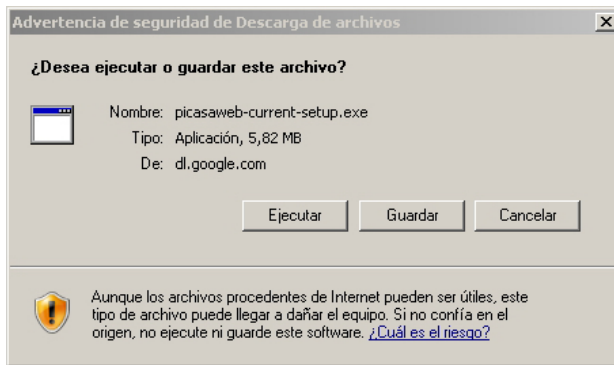 Advertencia de seguridad de Descarga de archivos
¿Desea ejecutar o guardar este archivo?
Nombre: picasaweb-current-setup.exe
Tipo: Aplicación, 5,82 MB
De: dl.google.com
Ejecutar Guardar Cancelar
Aunque los archivos procedentes de Internet pueden ser útiles, este
tipo de archivo puede llegar a dañar el equipo. Si no confía en el
origen, no ejecute ni guarde este software. ¿Cuál es el riesgo?